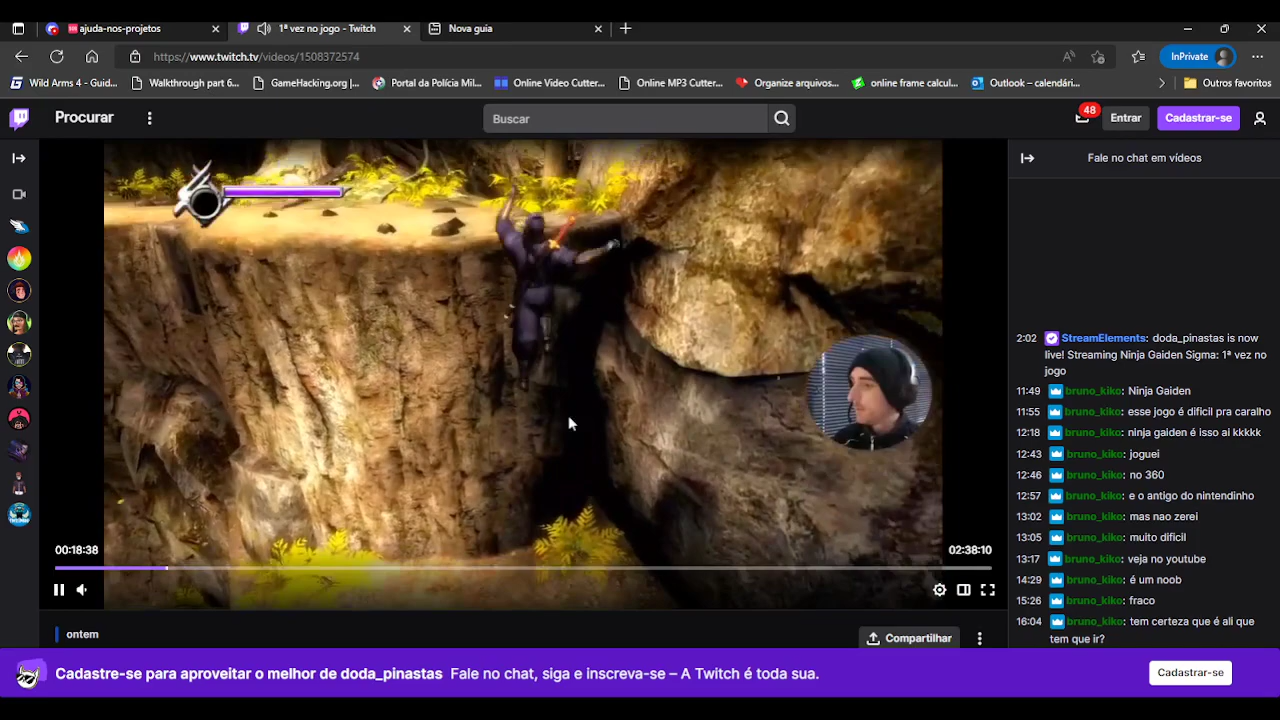 ajuda-nos-projetos
1ª vez no jogo - Twitch
Nova guia
https://www.twitch.tv/videos/1508372574
InPrivate
Wild Arms 4 - Guid...
Walkthrough part 6...
GameHacking.org |...
Portal da Polícia Mil...
Online Video Cutter...
Online MP3 Cutter...
Organize arquivos...
online frame calcul...
Outlook – calendári...
Outros favoritos
Procurar
Buscar
48
Entrar
Cadastrar-se
Fale no chat em vídeos
2:02 StreamElements: doda_pinastas is now
live! Streaming Ninja Gaiden Sigma: 1ª vez no
jogo
11:49 bruno_kiko: Ninja Gaiden
11:55 bruno_kiko: esse jogo é dificil pra caralho
12:18 bruno_kiko: ninja gaiden é isso ai kkkkk
12:43 bruno_kiko: joguei
12:46 bruno_kiko: no 360
12:57 bruno_kiko: e o antigo do nintendinho
13:02 bruno_kiko: mas nao zerei
13:05 bruno_kiko: muito dificil
13:17 bruno_kiko: veja no youtube
14:29 bruno_kiko: é um noob
15:26 bruno_kiko: fraco
16:04 bruno_kiko: tem certeza que é ali que
tem que ir?
00:18:38
02:38:10
ontem
Compartilhar
Cadastre-se para aproveitar o melhor de doda_pinastas Fale no chat, siga e inscreva-se – A Twitch é toda sua.
Cadastrar-se